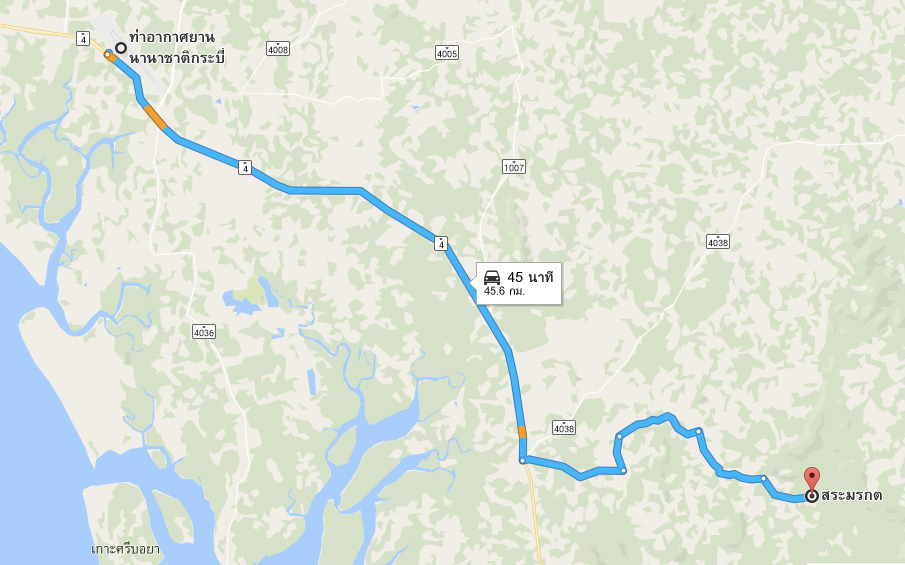 4
ท่าอากาศยาน
นานาชาติกระบี่
4008
4005
4
1007
4
4038
45 นาที
45.6 กม.
4036
4038
สระมรกต
เกาะศรีบอยา